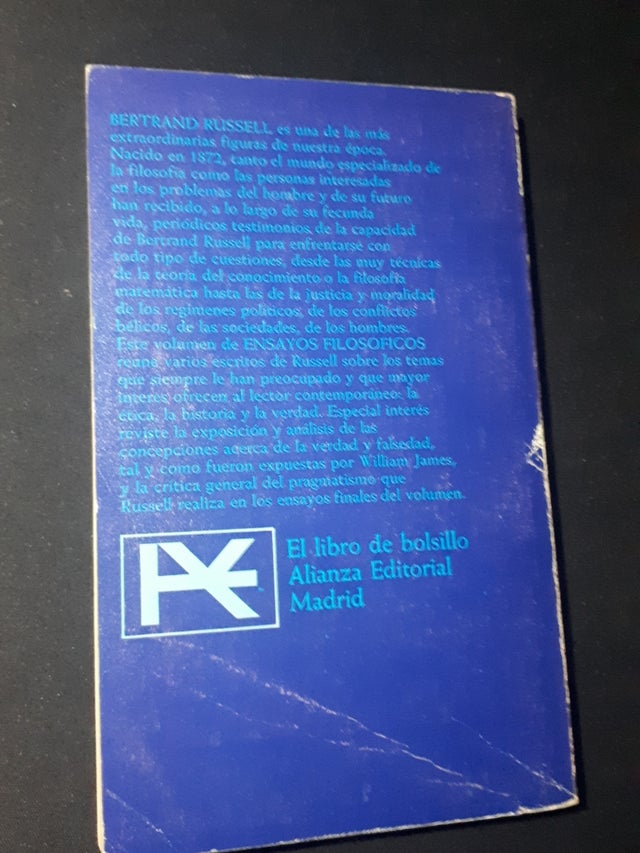 BERTRAND RUSSELL es una de las más
extraordinarias figuras de nuestra época.
Nacido en 1872, tanto el mundo especializado de
la filosofía como las personas interesadas
en los problemas del hombre y de su futuro
han recibido, a lo largo de su fecunda
vida, periódicos testimonios de la capacidad
de Bertrand Russell para enfrentarse con
todo tipo de cuestiones, desde las muy técnicas
de la teoría del conocimiento o la filosofía
matemática hasta las de la justicia y moralidad
de los regímenes políticos, de los conflictos
bélicos, de las sociedades, de los hombres.
Este volumen de ENSAYOS FILOSOFICOS
reúne varios escritos de Russell sobre los temas
que siempre le han preocupado y que mayor
interés ofrecen al lector contemporáneo: la
ética, la historia y la verdad. Especial interés
reviste la exposición y análisis de las
concepciones acerca de la verdad y falsedad,
tal y como fueron expuestas por William James,
y la crítica general del pragmatismo que
Russell realiza en los ensayos finales del volumen.
El libro de bolsillo
Alianza Editorial
Madrid